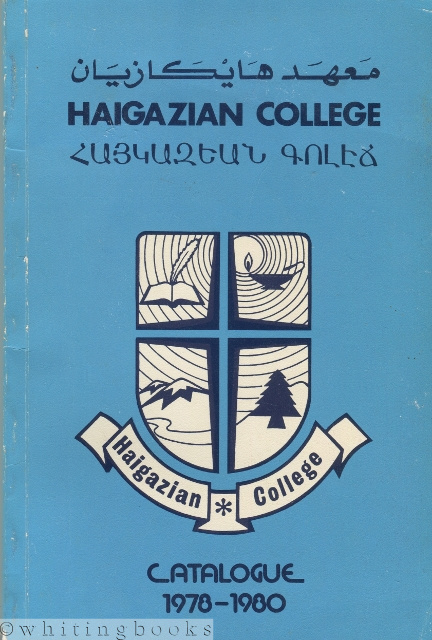 معهد هايكازيان
HAIGAZIAN COLLEGE
ՀԱՅԿԱԶԵԱՆ ԳՈԼԷՃ
Haigazian * College
CATALOGUE
1978-1980
©whitingbooks